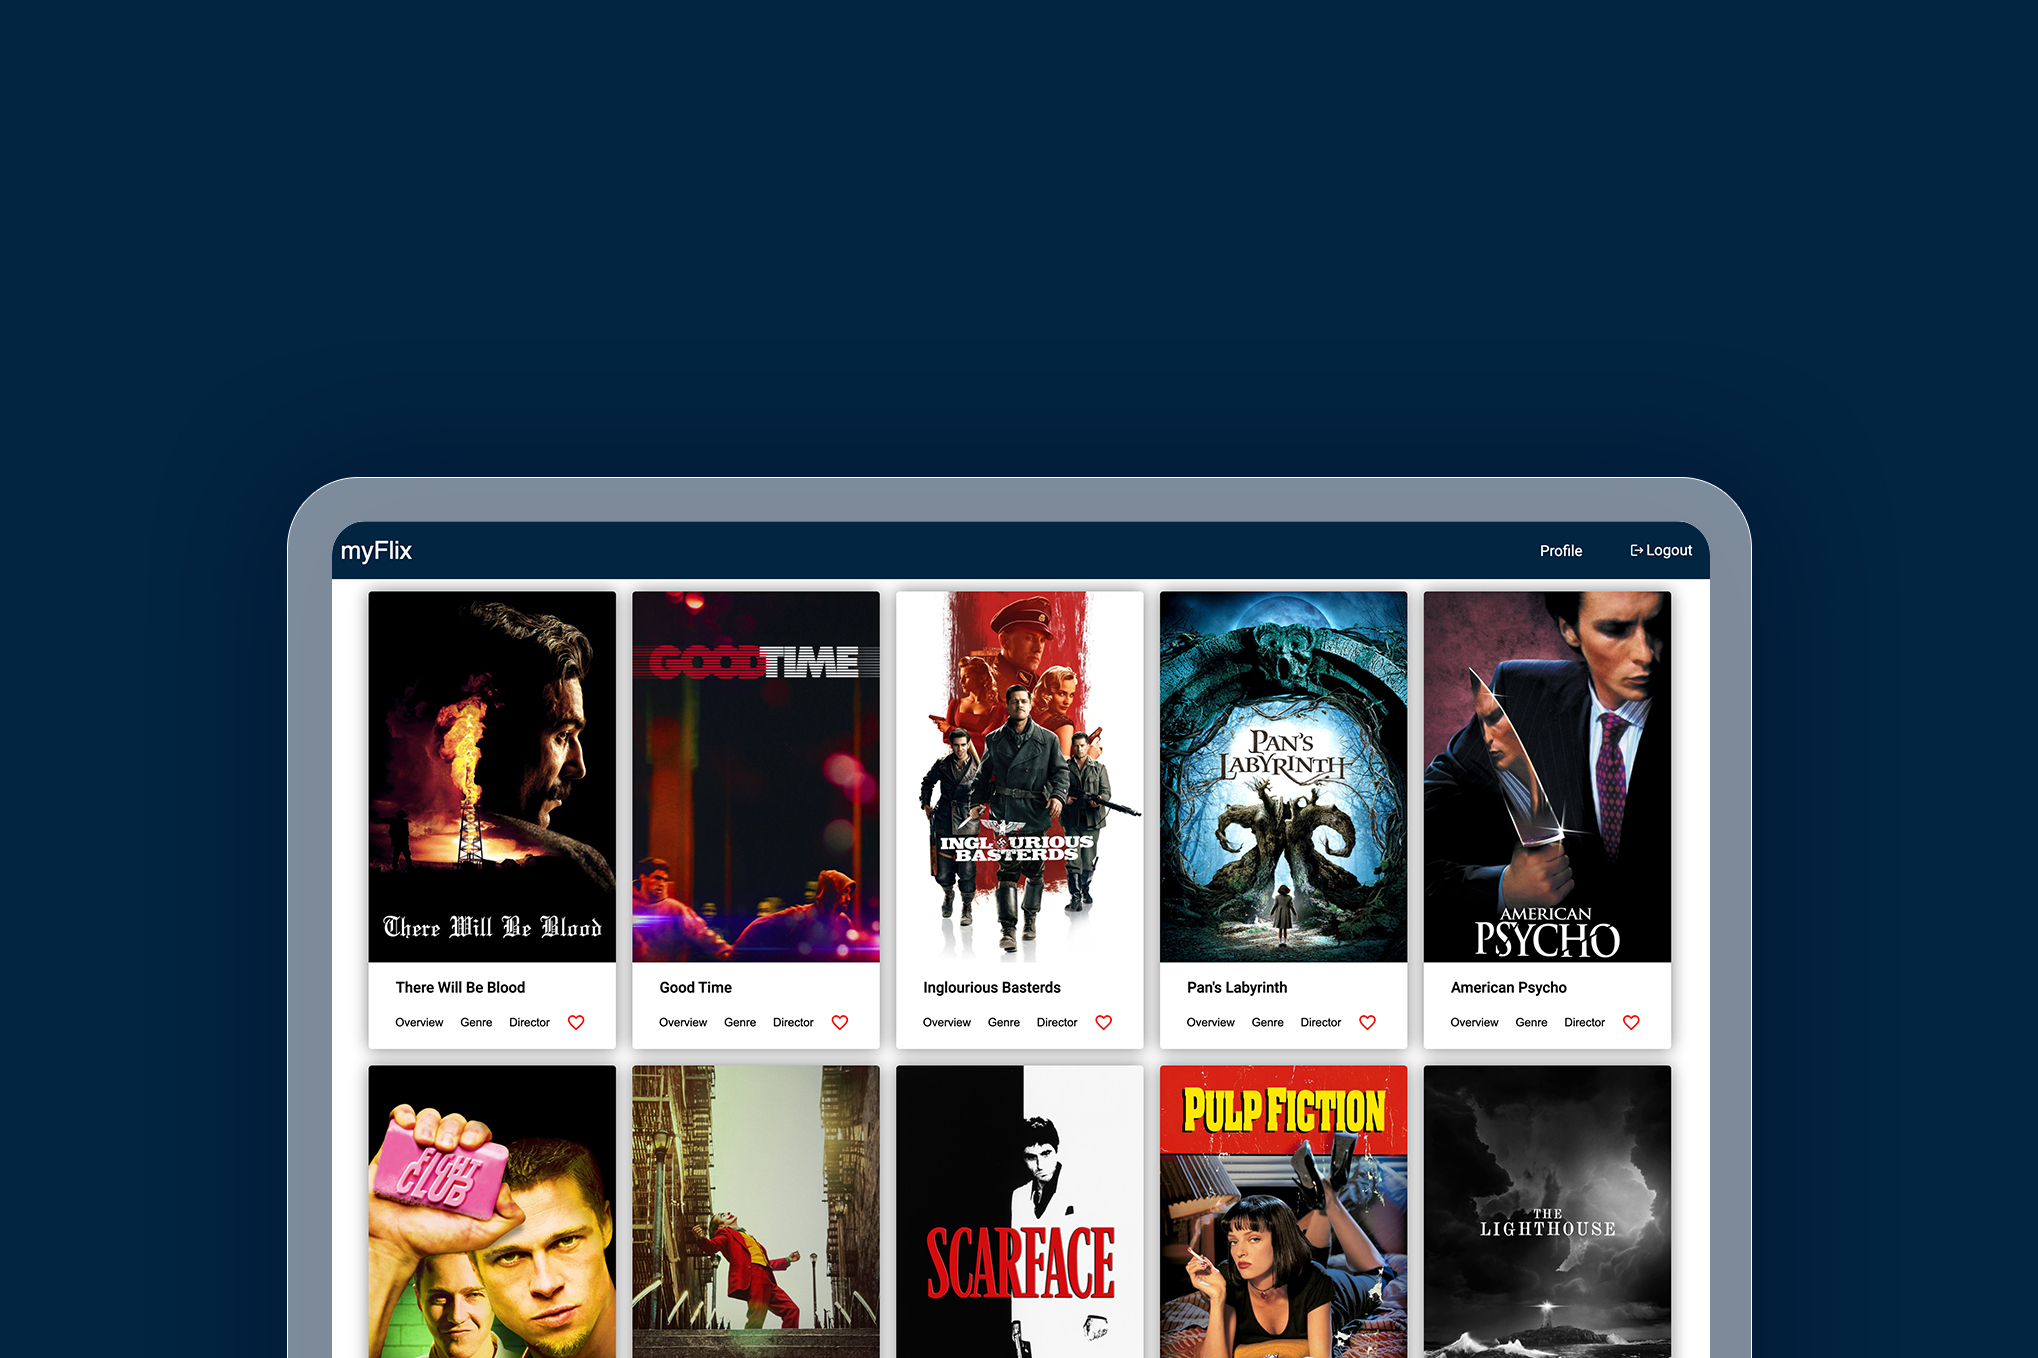 myFlix
Profile
Logout
There Will Be Blood
GOODTIME
INGLOURIOUS
BASTERDS
PAN'S
LABYRINTH
AMERICAN
PSYCHO
There Will Be Blood
Good Time
Inglourious Basterds
Pan's Labyrinth
American Psycho
Overview Genre Director
Overview Genre Director
Overview Genre Director
Overview Genre Director
Overview Genre Director
FIGHT
CLUB
SCARFACE
PULP FICTION
THE
LIGHTHOUSE